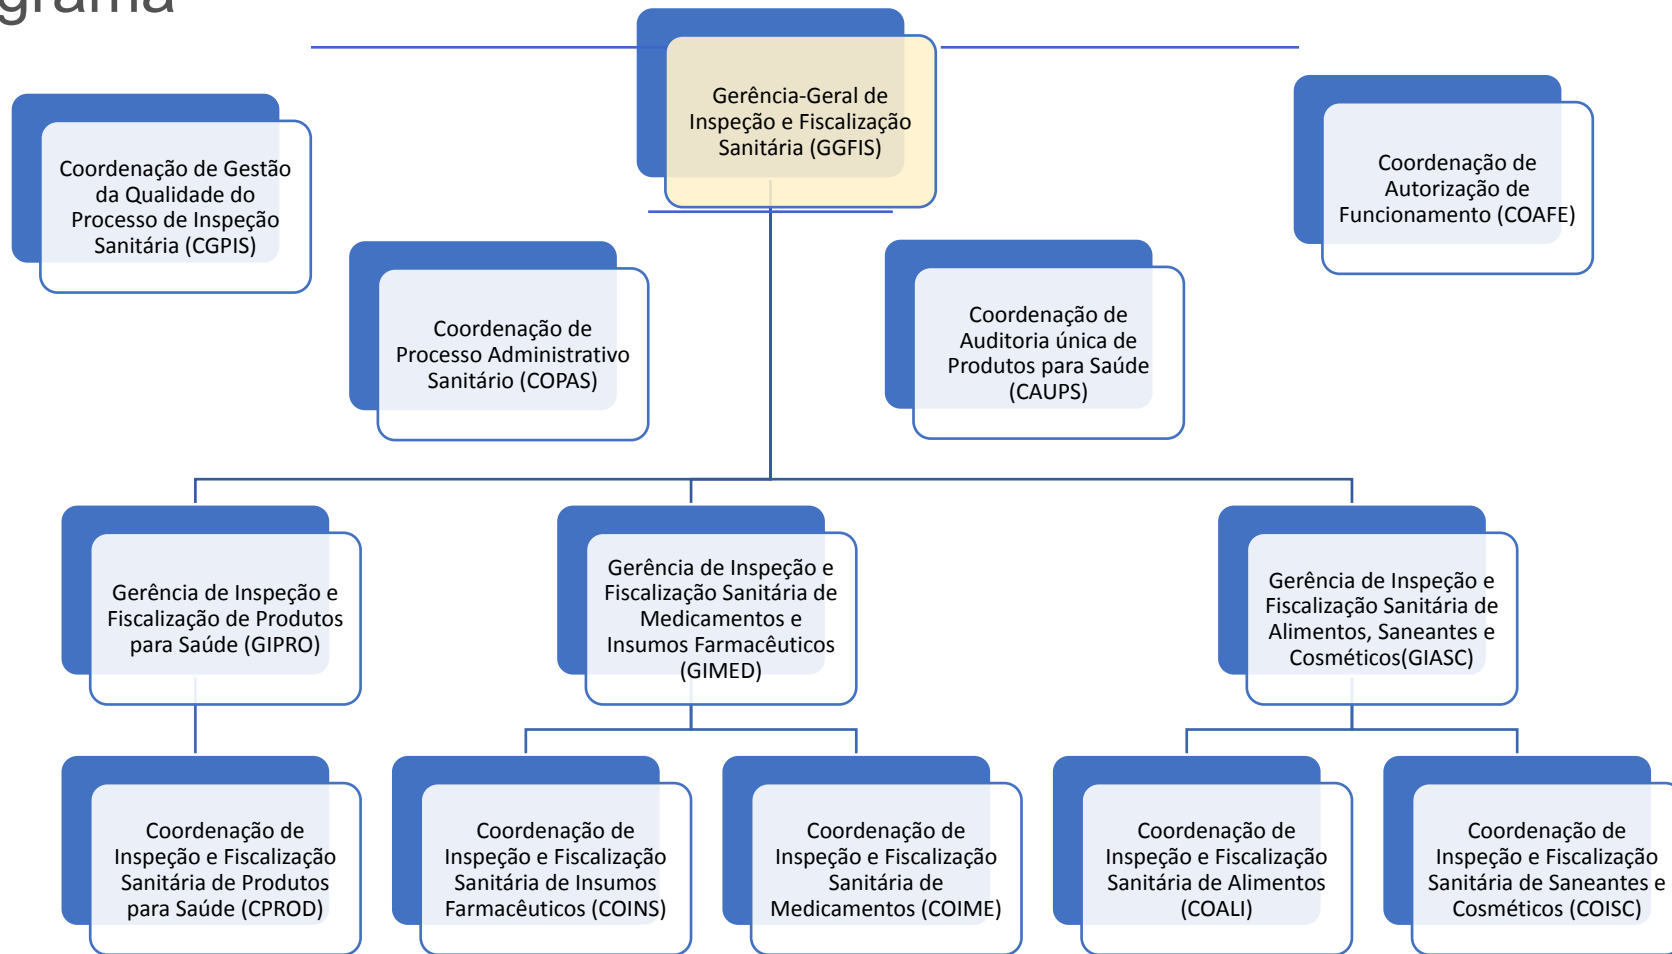 grama
Gerência-Geral de
Inspeção e Fiscalização
Sanitária (GGFIS)
Coordenação de Gestão
da Qualidade do
Processo de Inspeção
Sanitária (CGPIS)
Coordenação de
Autorização de
Funcionamento (COAFE)
Coordenação de
Processo Administrativo
Sanitário (COPAS)
Coordenação de
Auditoria única de
Produtos para Saúde
(CAUPS)
Gerência de Inspeção e
Fiscalização de Produtos
para Saúde (GIPRO)
Gerência de Inspeção e
Fiscalização Sanitária de
Medicamentos e
Insumos Farmacêuticos
(GIMED)
Gerência de Inspeção e
Fiscalização Sanitária de
Alimentos, Saneantes e
Cosméticos(GIASC)
Coordenação de
Inspeção e Fiscalização
Sanitária de Produtos
para Saúde (CPROD)
Coordenação de
Inspeção e Fiscalização
Sanitária de Insumos
Farmacêuticos (COINS)
Coordenação de
Inspeção e Fiscalização
Sanitária de
Medicamentos (COIME)
Coordenação de
Inspeção e Fiscalização
Sanitária de Alimentos
(COALI)
Coordenação de
Inspeção e Fiscalização
Sanitária de Saneantes e
Cosméticos (COISC)